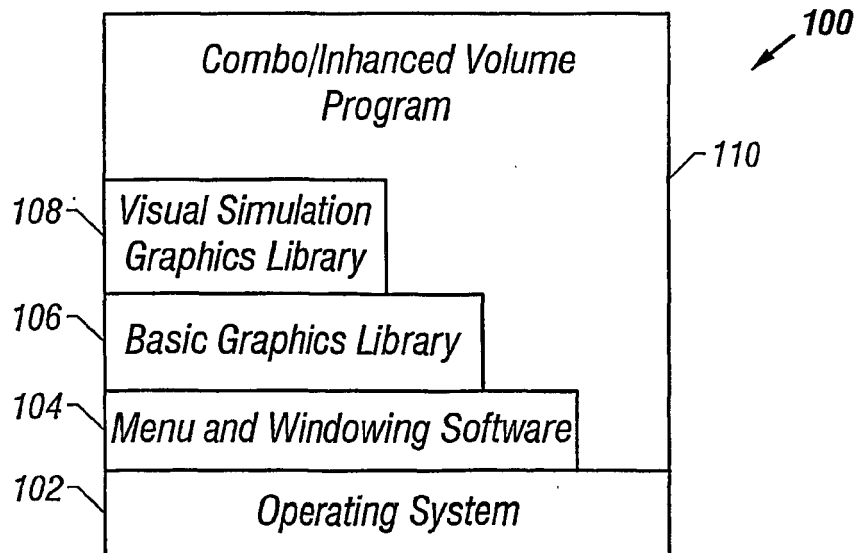 100
Combo/Inhanced Volume
Program
110
108
Visual Simulation
Graphics Library
106
Basic Graphics Library
104
Menu and Windowing Software
102
Operating System